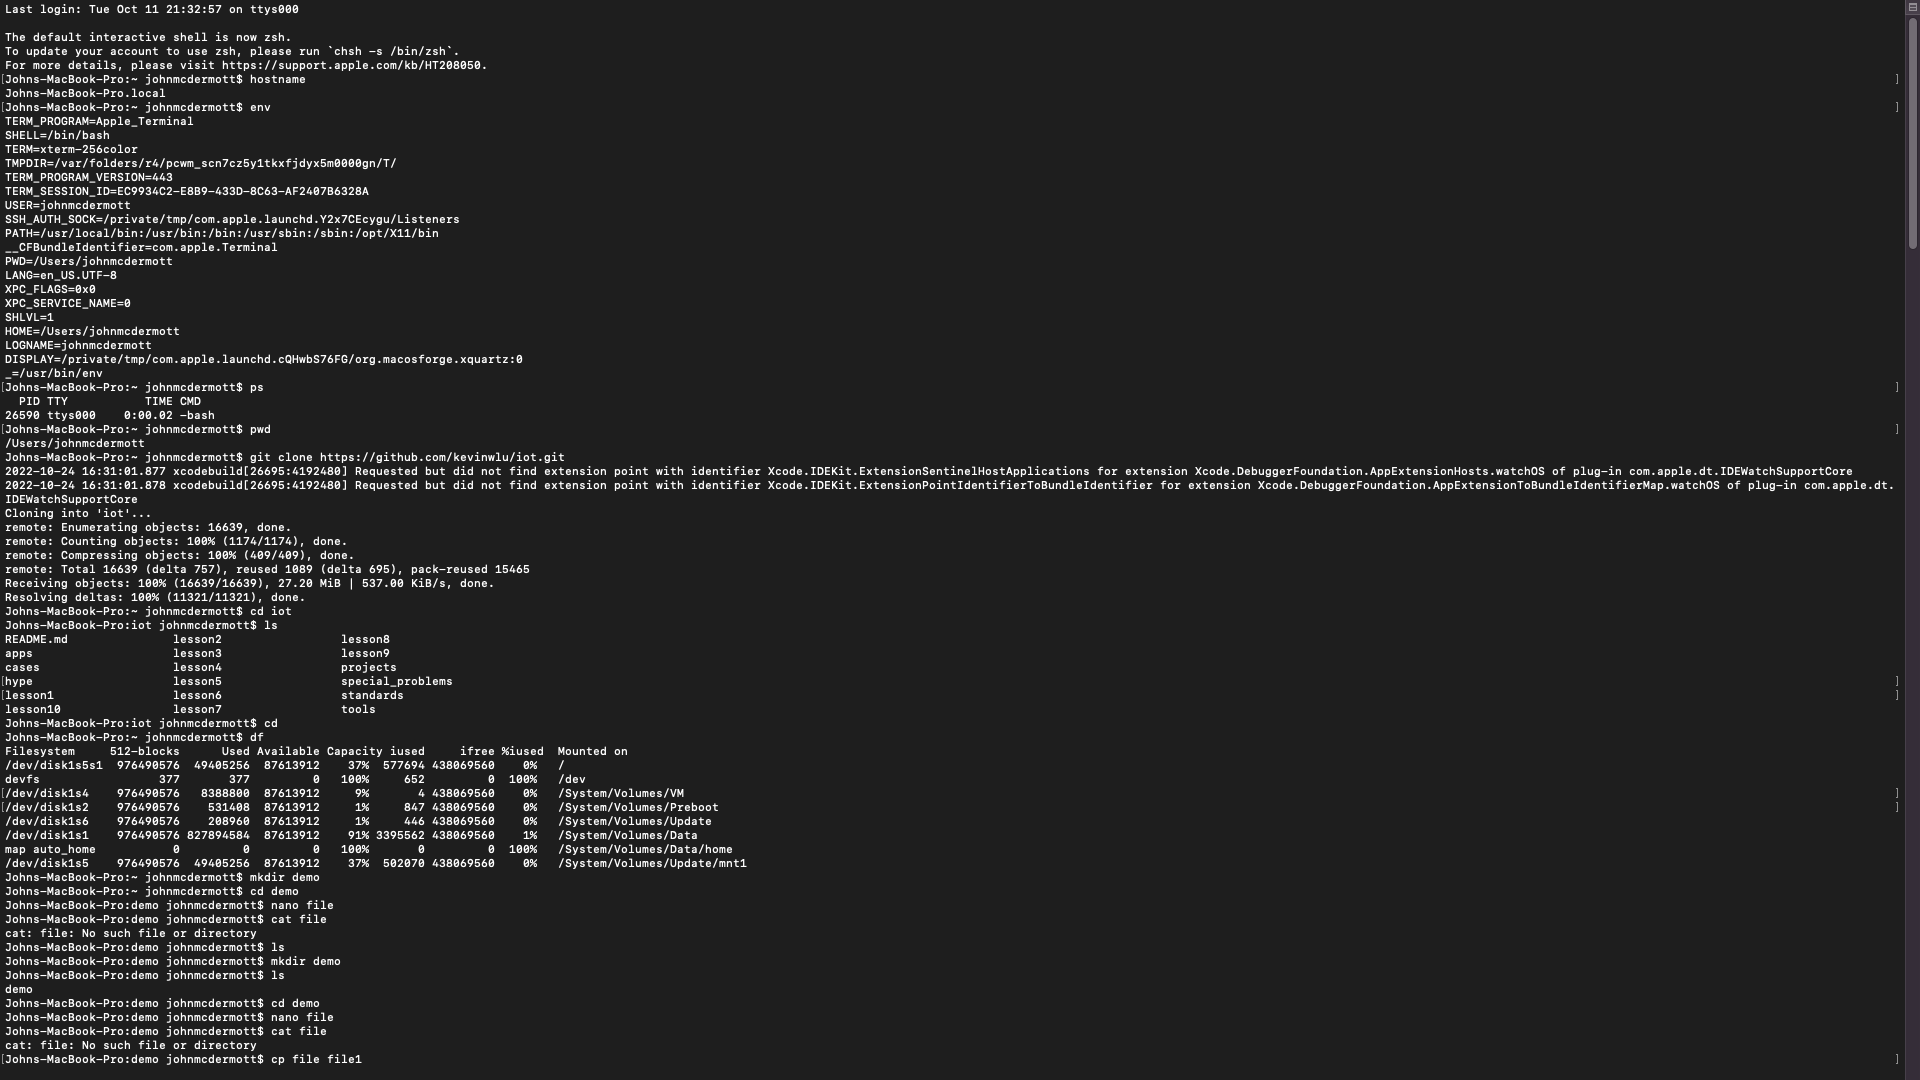 Last login: Tue Oct 11 21:32:57 on ttys000

The default interactive shell is now zsh.
To update your account to use zsh, please run `chsh -s /bin/zsh`.
For more details, please visit https://support.apple.com/kb/HT208050.
[Johns-MacBook-Pro:~ johnmcdermott$ hostname ]
Johns-MacBook-Pro.local
[Johns-MacBook-Pro:~ johnmcdermott$ env ]
TERM_PROGRAM=Apple_Terminal
SHELL=/bin/bash
TERM=xterm-256color
TMPDIR=/var/folders/r4/pcwm_scn7cz5y1tkxfjdyx5m0000gn/T/
TERM_PROGRAM_VERSION=443
TERM_SESSION_ID=EC9934C2-E8B9-433D-8C63-AF2407B6328A
USER=johnmcdermott
SSH_AUTH_SOCK=/private/tmp/com.apple.launchd.Y2x7CEcygu/Listeners
PATH=/usr/local/bin:/usr/bin:/bin:/usr/sbin:/sbin:/opt/X11/bin
__CFBundleIdentifier=com.apple.Terminal
PWD=/Users/johnmcdermott
LANG=en_US.UTF-8
XPC_FLAGS=0x0
XPC_SERVICE_NAME=0
SHLVL=1
HOME=/Users/johnmcdermott
LOGNAME=johnmcdermott
DISPLAY=/private/tmp/com.apple.launchd.cQHwbS76FG/org.macosforge.xquartz:0
_=/usr/bin/env
[Johns-MacBook-Pro:~ johnmcdermott$ ps ]
  PID TTY           TIME CMD
26590 ttys000    0:00.02 -bash
[Johns-MacBook-Pro:~ johnmcdermott$ pwd ]
/Users/johnmcdermott
Johns-MacBook-Pro:~ johnmcdermott$ git clone https://github.com/kevinwlu/iot.git
2022-10-24 16:31:01.877 xcodebuild[26695:4192480] Requested but did not find extension point with identifier Xcode.IDEKit.ExtensionSentinelHostApplications for extension Xcode.DebuggerFoundation.AppExtensionHosts.watchOS of plug-in com.apple.dt.IDEWatchSupportCore
2022-10-24 16:31:01.878 xcodebuild[26695:4192480] Requested but did not find extension point with identifier Xcode.IDEKit.ExtensionPointIdentifierToBundleIdentifier for extension Xcode.DebuggerFoundation.AppExtensionToBundleIdentifierMap.watchOS of plug-in com.apple.dt.
IDEWatchSupportCore
Cloning into 'iot'...
remote: Enumerating objects: 16639, done.
remote: Counting objects: 100% (1174/1174), done.
remote: Compressing objects: 100% (409/409), done.
remote: Total 16639 (delta 757), reused 1089 (delta 695), pack-reused 15465
Receiving objects: 100% (16639/16639), 27.20 MiB | 537.00 KiB/s, done.
Resolving deltas: 100% (11321/11321), done.
Johns-MacBook-Pro:~ johnmcdermott$ cd iot
Johns-MacBook-Pro:iot johnmcdermott$ ls
README.md               lesson2                 lesson8
apps                    lesson3                 lesson9
cases                   lesson4                 projects
[hype                    lesson5                 special_problems ]
[lesson1                 lesson6                 standards ]
lesson10                lesson7                 tools
Johns-MacBook-Pro:iot johnmcdermott$ cd
Johns-MacBook-Pro:~ johnmcdermott$ df
Filesystem     512-blocks      Used Available Capacity iused     ifree %iused  Mounted on
/dev/disk1s5s1  976490576  49405256  87613912    37%  577694 438069560    0%   /
devfs                 377       377         0   100%     652         0  100%   /dev
[/dev/disk1s4    976490576   8388800  87613912     9%       4 438069560    0%   /System/Volumes/VM ]
[/dev/disk1s2    976490576    531408  87613912     1%     847 438069560    0%   /System/Volumes/Preboot ]
/dev/disk1s6    976490576    208960  87613912     1%     446 438069560    0%   /System/Volumes/Update
/dev/disk1s1    976490576 827894584  87613912    91% 3395562 438069560    1%   /System/Volumes/Data
map auto_home           0         0         0   100%       0         0  100%   /System/Volumes/Data/home
/dev/disk1s5    976490576  49405256  87613912    37%  502070 438069560    0%   /System/Volumes/Update/mnt1
Johns-MacBook-Pro:~ johnmcdermott$ mkdir demo
Johns-MacBook-Pro:~ johnmcdermott$ cd demo
Johns-MacBook-Pro:demo johnmcdermott$ nano file
Johns-MacBook-Pro:demo johnmcdermott$ cat file
cat: file: No such file or directory
Johns-MacBook-Pro:demo johnmcdermott$ ls
Johns-MacBook-Pro:demo johnmcdermott$ mkdir demo
Johns-MacBook-Pro:demo johnmcdermott$ ls
demo
Johns-MacBook-Pro:demo johnmcdermott$ cd demo
Johns-MacBook-Pro:demo johnmcdermott$ nano file
Johns-MacBook-Pro:demo johnmcdermott$ cat file
cat: file: No such file or directory
[Johns-MacBook-Pro:demo johnmcdermott$ cp file file1 ]